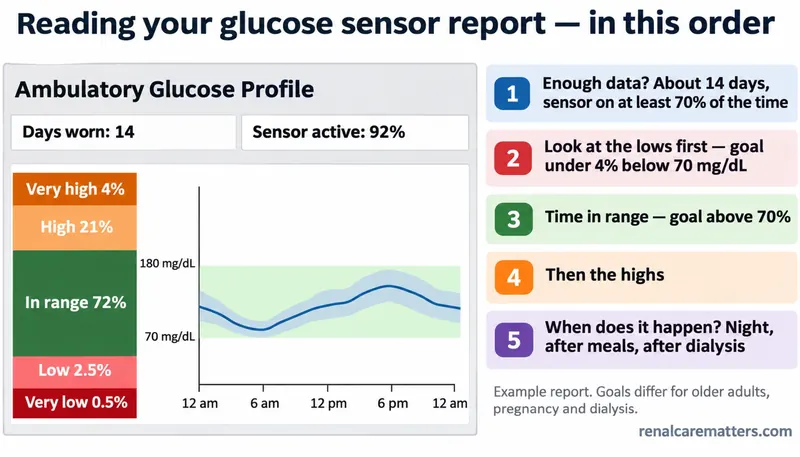 Reading your glucose sensor report — in this order
Ambulatory Glucose Profile
Days worn: 14
Sensor active: 92%
Very high 4%
High 21%
In range 72%
Low 2.5%
Very low 0.5%
180 mg/dL
70 mg/dL
12 am
6 am
12 pm
6 pm
12 am
1
Enough data? About 14 days,
sensor on at least 70% of the time
2
Look at the lows first — goal
under 4% below 70 mg/dL
3
Time in range — goal above 70%
4
Then the highs
5
When does it happen? Night,
after meals, after dialysis
Example report. Goals differ for older adults,
pregnancy and dialysis.
renalcarematters.com